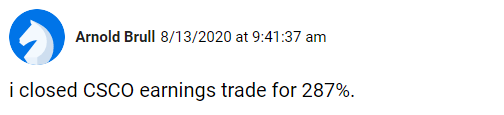 Arnold Brull 8/13/2020 at 9:41:37 am
i closed CSCO earnings trade for 287%.